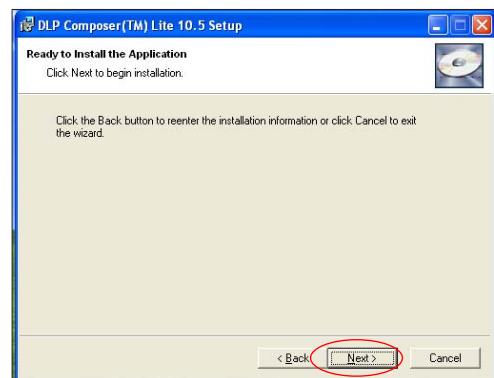 DLP Composer(TM) Lite 10.5 Setup
Ready to Install the Application
Click Next to begin installation.
Click the Back button to reenter the installation information or click Cancel to exit
the wizard.
< Back Next > Cancel